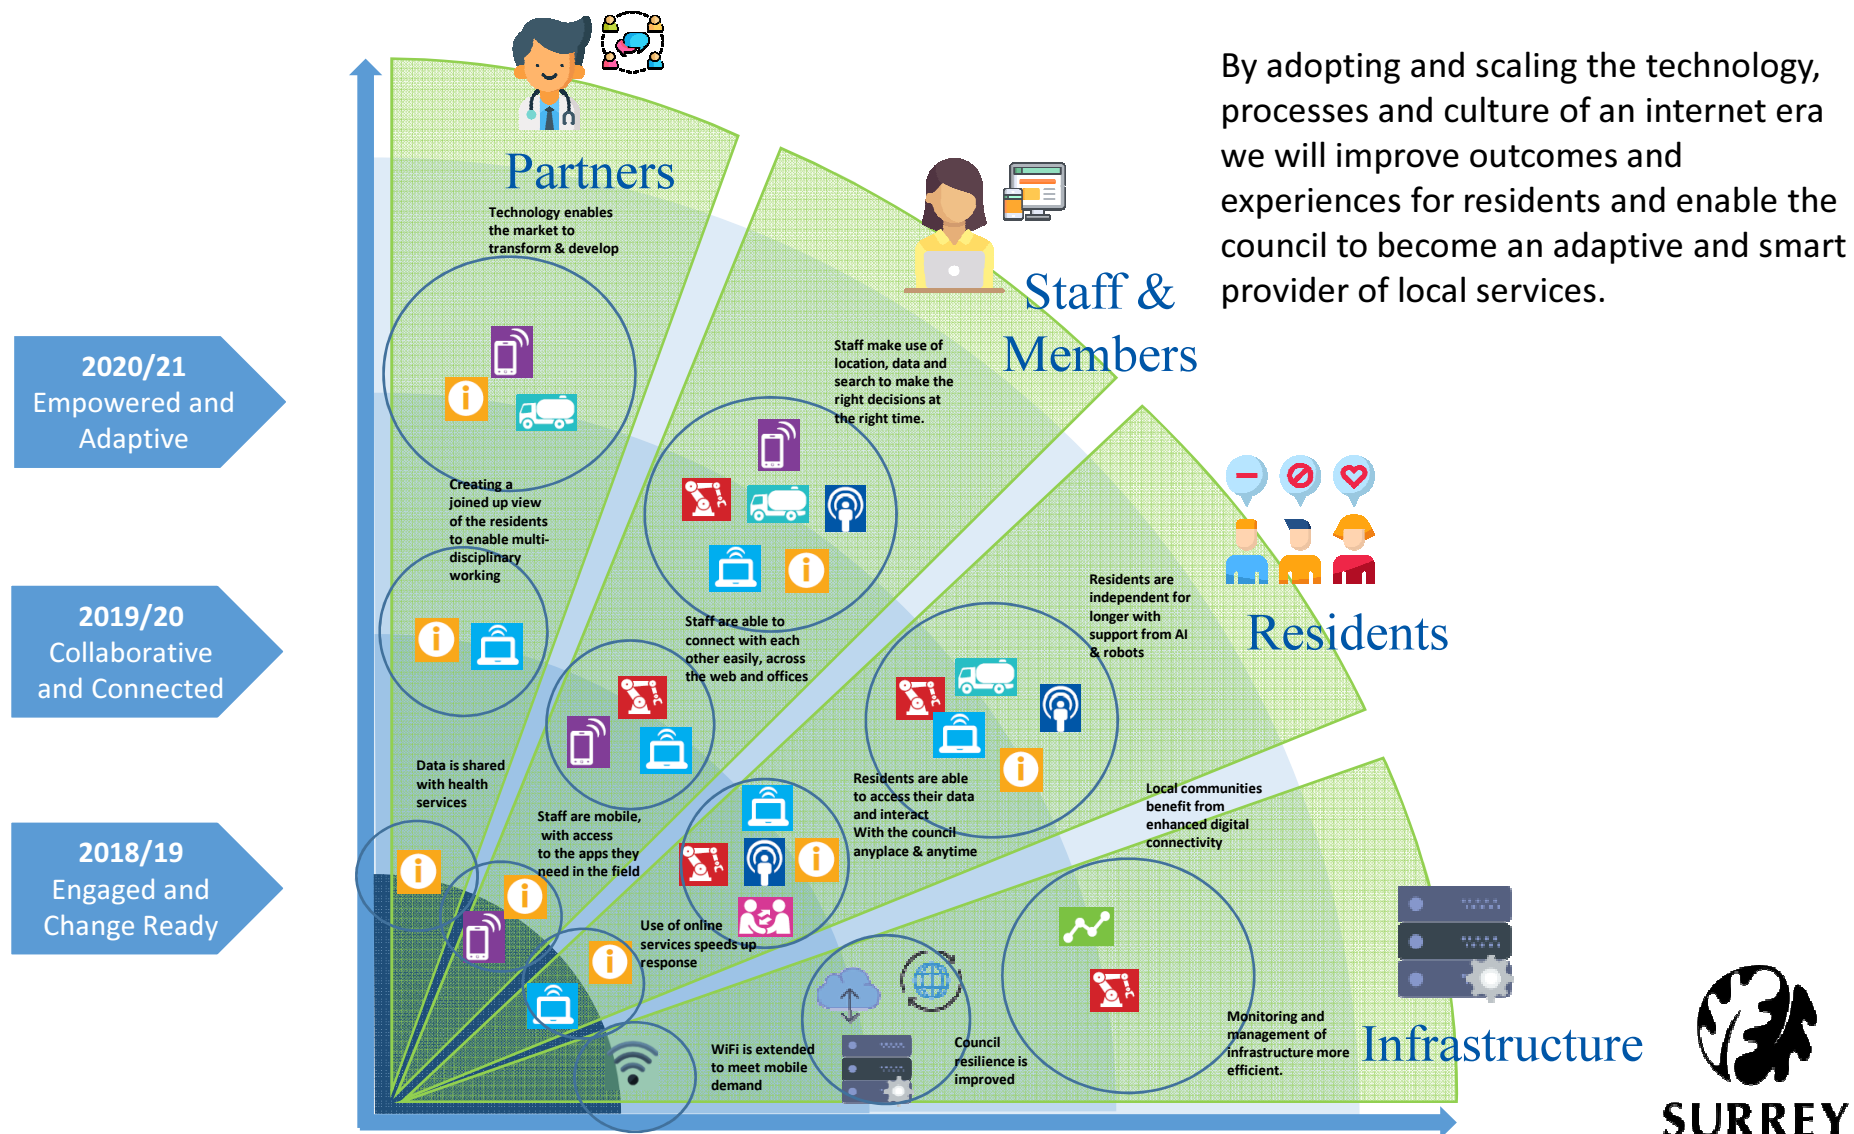 By adopting and scaling the technology,
processes and culture of an internet era
we will improve outcomes and
experiences for residents and enable the
council to become an adaptive and smart
provider of local services.
Partners
Technology enables
the market to
transform & develop
Staff &
Members
Staff make use of
location, data and
search to make the
right decisions at
the right time.
2020/21
Empowered and
Adaptive
Creating a
joined up view
of the residents
to enable multi-
disciplinary
working
Residents are
independent for
longer with
support from AI
& robots
Residents
2019/20
Collaborative
and Connected
Staff are able to
connect with each
other easily, across
the web and offices
Data is shared
with health
services
Residents are able
to access their data
and interact
With the council
anyplace & anytime
Local communities
benefit from
enhanced digital
connectivity
2018/19
Engaged and
Change Ready
Staff are mobile,
with access
to the apps they
need in the field
Use of online
services speeds up
response
WiFi is extended
to meet mobile
demand
Council
resilience is
improved
Monitoring and
management of
infrastructure more
efficient.
Infrastructure
SURREY